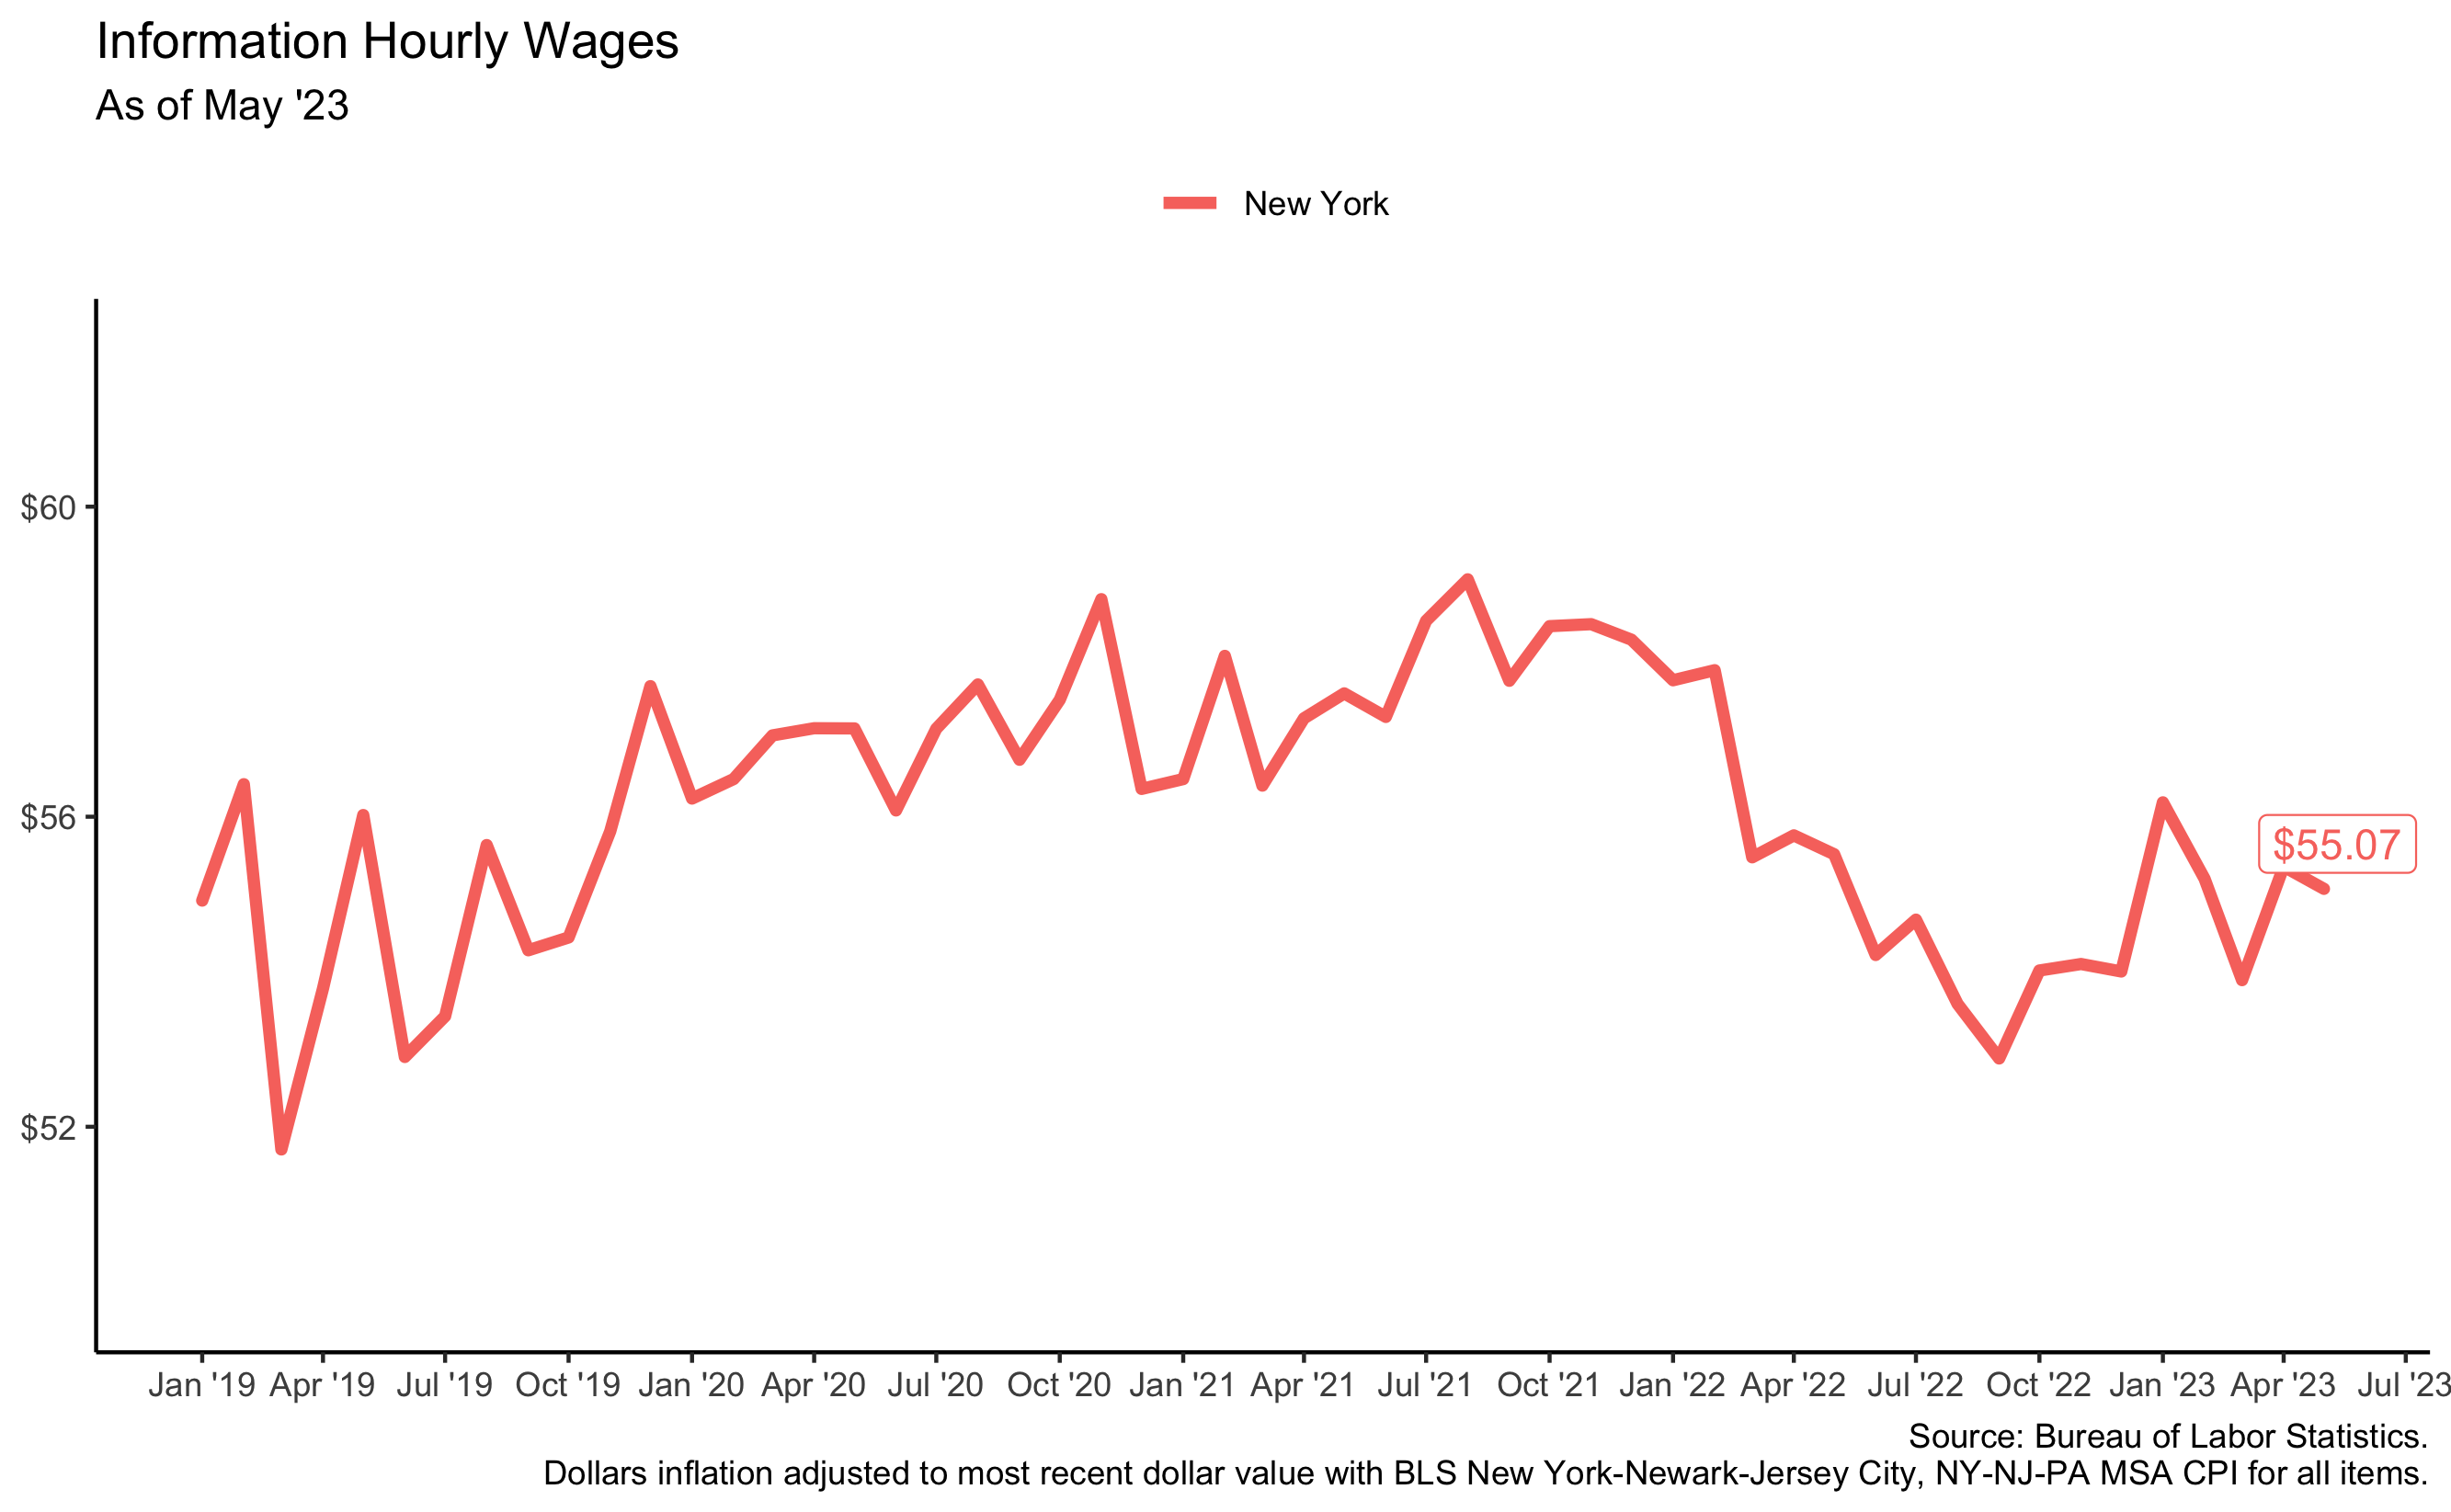 Information Hourly Wages
As of May '23
New York
$60
$56
$52
$55.07
Jan '19 Apr '19 Jul '19 Oct '19 Jan '20 Apr '20 Jul '20 Oct '20 Jan '21 Apr '21 Jul '21 Oct '21 Jan '22 Apr '22 Jul '22 Oct '22 Jan '23 Apr '23 Jul '23
Source: Bureau of Labor Statistics.
Dollars inflation adjusted to most recent dollar value with BLS New York-Newark-Jersey City, NY-NJ-PA MSA CPI for all items.